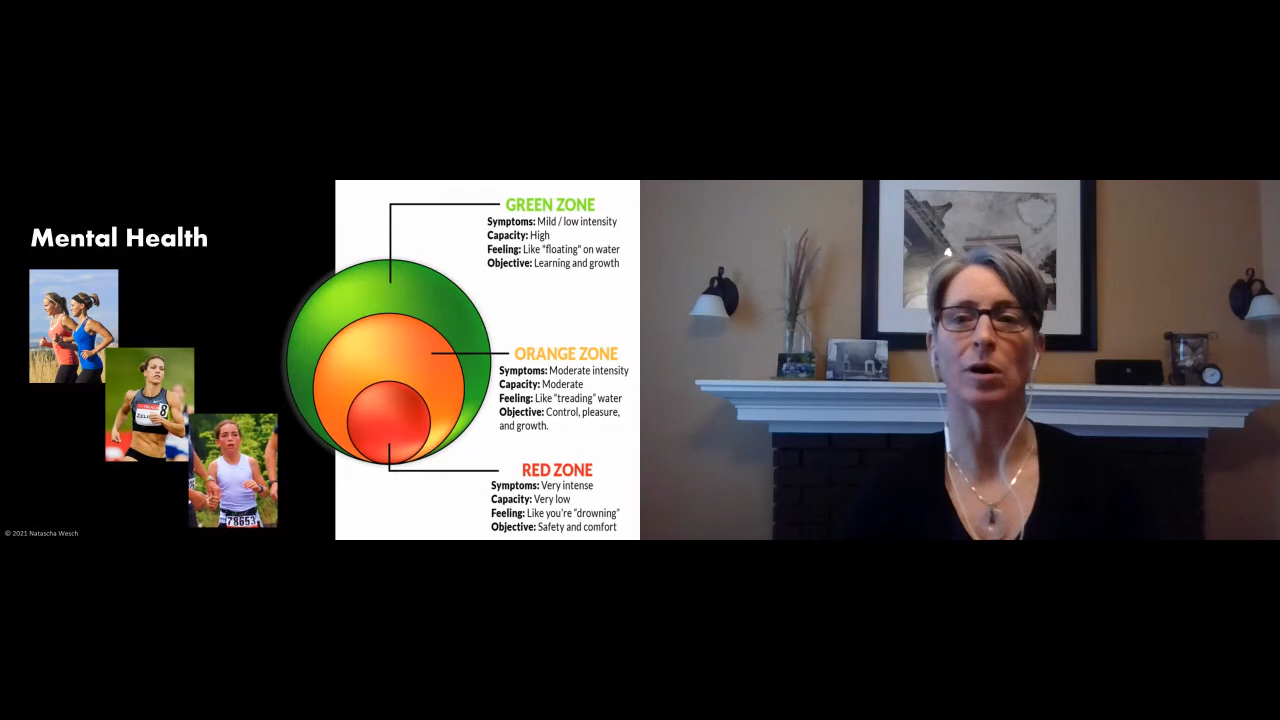 Mental Health
8
78653
© 2021 Natascha Wesch
GREEN ZONE
Symptoms: Mild / low intensity
Capacity: High
Feeling: Like "floating" on water
Objective: Learning and growth
ORANGE ZONE
Symptoms: Moderate intensity
Capacity: Moderate
Feeling: Like "treading" water
Objective: Control, pleasure,
and growth.
RED ZONE
Symptoms: Very intense
Capacity: Very low
Feeling: Like you're "drowning"
Objective: Safety and comfort